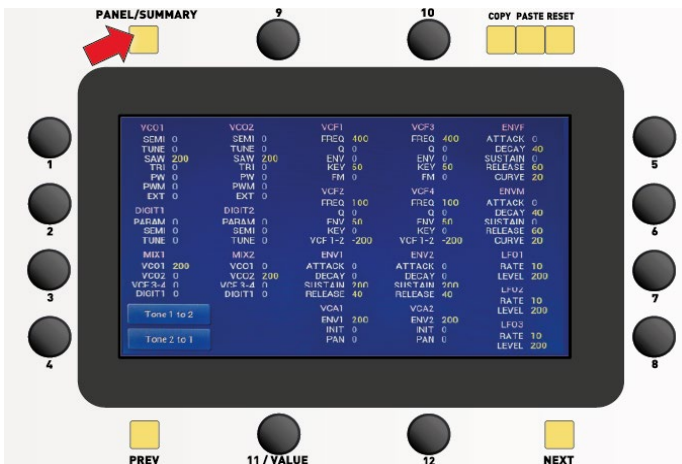 PANEL/SUMMARY 9 10 COPY PASTE RESET
VCO1
SEMI 0
TUNE 0
SAW 200
TRI 0
PW 0
PWM 0
EXT 0
DIGIT1
PARAM 0
SEMI 0
TUNE 0
MIX1
VCO1 200
VCO2 0
VCF3-4 0
DIGIT1 0
Tone 1 to 2
Tone 2 to 1
VCO2
SEMI 0
TUNE 0
SAW 200
TRI 0
PW 0
PWM 0
EXT 0
DIGIT2
PARAM 0
SEMI 0
TUNE 0
MIX2
VCO1 0
VCO2 200
VCF3-4 0
DIGIT1 0
VCF1
FREQ 400
Q 0
ENV 0
KEY 50
FM 0
VCF2
FREQ 100
Q 0
ENV 50
KEY 0
VCF1-2 -200
ENV1
ATTACK 0
DECAY 0
SUSTAIN 200
RELEASE 40
VCA1
ENV1 200
INIT 0
PAN 0
VCF3
FREQ 400
Q 0
ENV 0
KEY 50
FM 0
VCF4
FREQ 100
Q 0
ENV 50
KEY 0
VCF1-2 -200
ENV2
ATTACK 0
DECAY 0
SUSTAIN 200
RELEASE 40
VCA2
ENV2 200
INIT 0
PAN 0
ENVF
ATTACK 0
DECAY 40
SUSTAIN 0
RELEASE 60
CURVE 20
ENVM
ATTACK 0
DECAY 40
SUSTAIN 0
RELEASE 60
CURVE 20
LFO1
RATE 10
LEVEL 200
LFO2
RATE 10
LEVEL 200
LFO3
RATE 10
LEVEL 200
1
2
3
4
5
6
7
8
PREV 11 / VALUE 12 NEXT